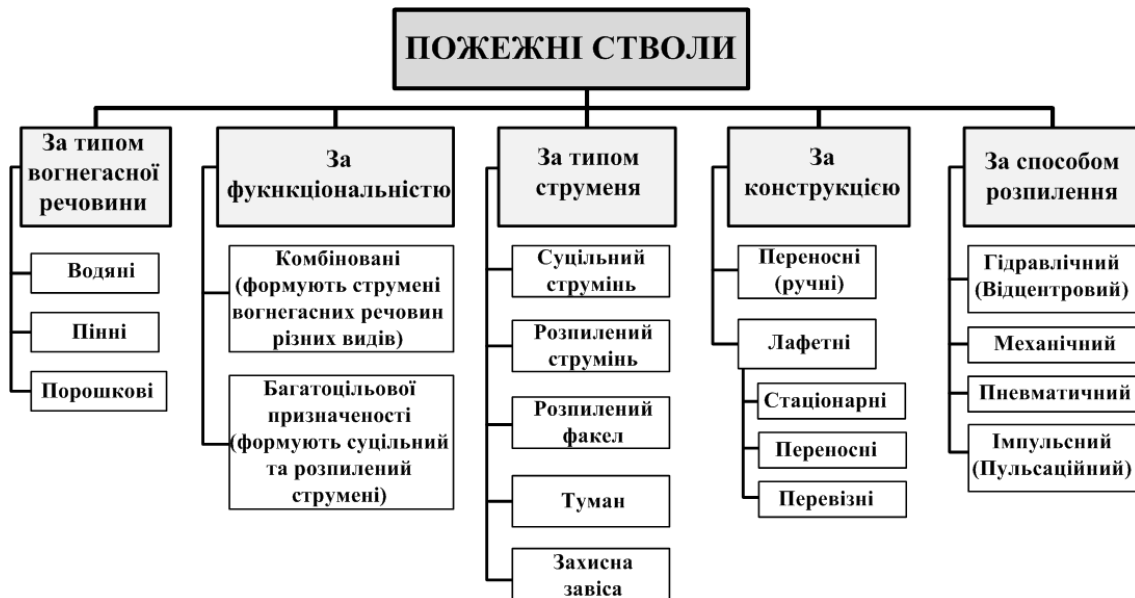 ПОЖЕЖНІ СТВОЛИ
За типом
вогнегасної
речовини
Водяні
Пінні
Порошкові
За
фукнкціональністю
Комбіновані
(формують струмені
вогнегасних речовин
різних видів)
Багатоцільової
призначеності
(формують суцільний
та розпилений
струмені)
За типом
струменя
Суцільний
струмінь
Розпилений
струмінь
Розпилений
факел
Туман
Захисна
завіса
За
конструкцією
Переносні
(ручні)
Лафетні
Стаціонарні
Переносні
Перевізні
За способом
розпилення
Гідравлічний
(Відцентровий)
Механічний
Пневматичний
Імпульсний
(Пульсаційний)